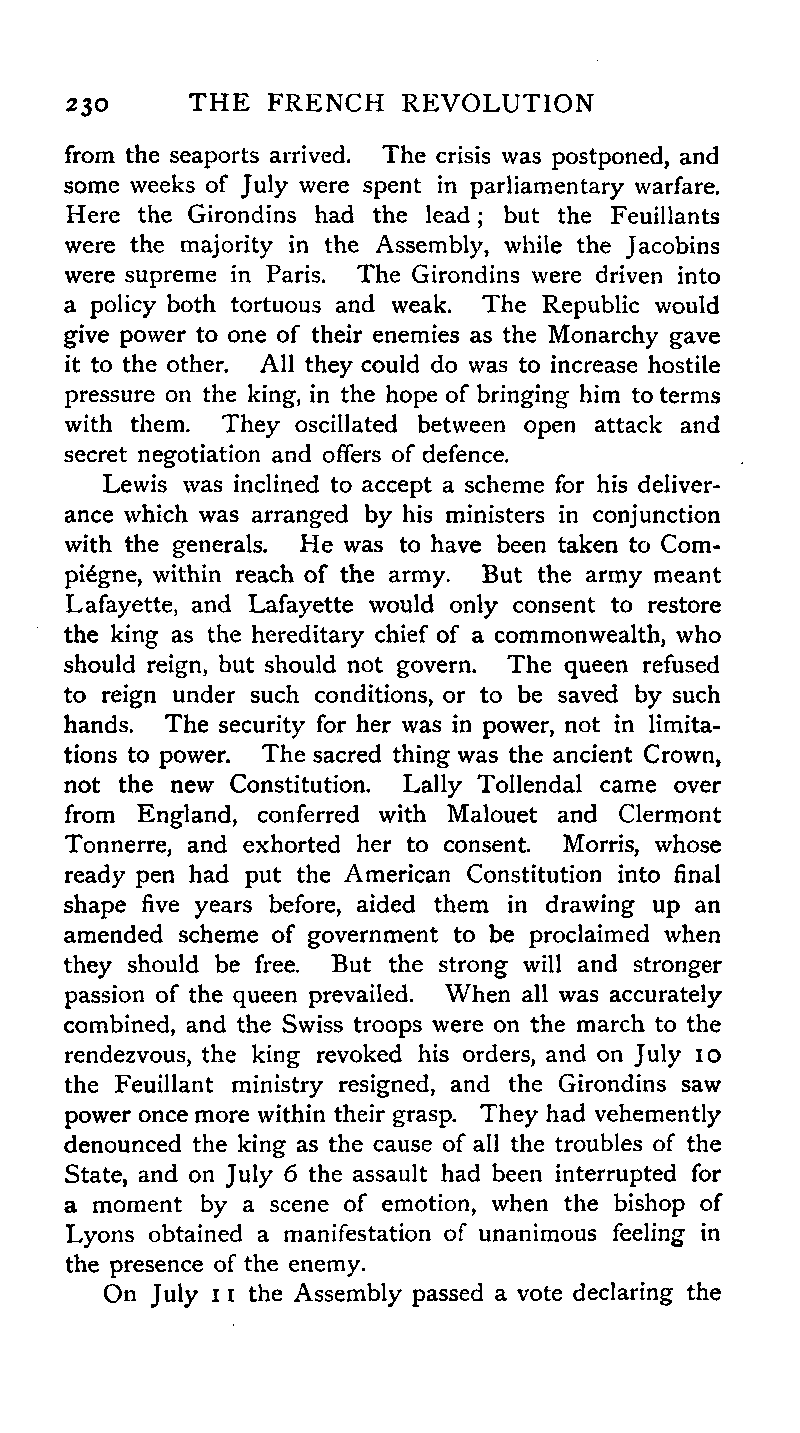 230 THE FRENCH REVOLUTION
from the seaports arrived. The crisis was postponed, and
some weeks of July were spent in parliamentary warfare.
Here the Girondins had the lead; but the Feuillants
were the majority in the Assembly, while the Jacobins
were supreme in Paris. The Girondins were driven into
a policy both tortuous and weak. The Republic would
give power to one of their enemies as the Monarchy gave
it to the other. All they could do was to increase hostile
pressure on the king, in the hope of bringing him to terms
with them. They oscillated between open attack and
secret negotiation and offers of defence.
Lewis was inclined to accept a scheme for his deliver-
ance which was arranged by his ministers in conjunction
with the generals. He was to have been taken to Com-
piégne, within reach of the army. But the army meant
Lafayette, and Lafayette would only consent to restore
the king as the hereditary chief of a commonwealth, who
should reign, but should not govern. The queen refused
to reign under such conditions, or to be saved by such
hands. The security for her was in power, not in limita-
tions to power. The sacred thing was the ancient Crown,
not the new Constitution. Lally Tollendal came over
from England, conferred with Malouet and Clermont
Tonnerre, and exhorted her to consent. Morris, whose
ready pen had put the American Constitution into final
shape five years before, aided them in drawing up an
amended scheme of government to be proclaimed when
they should be free. But the strong will and stronger
passion of the queen prevailed. When all was accurately
combined, and the Swiss troops were on the march to the
rendezvous, the king revoked his orders, and on July 10
the Feuillant ministry resigned, and the Girondins saw
power once more within their grasp. They had vehemently
denounced the king as the cause of all the troubles of the
State, and on July 6 the assault had been interrupted for
a moment by a scene of emotion, when the bishop of
Lyons obtained a manifestation of unanimous feeling in
the presence of the enemy.
On July 11 the Assembly passed a vote declaring the